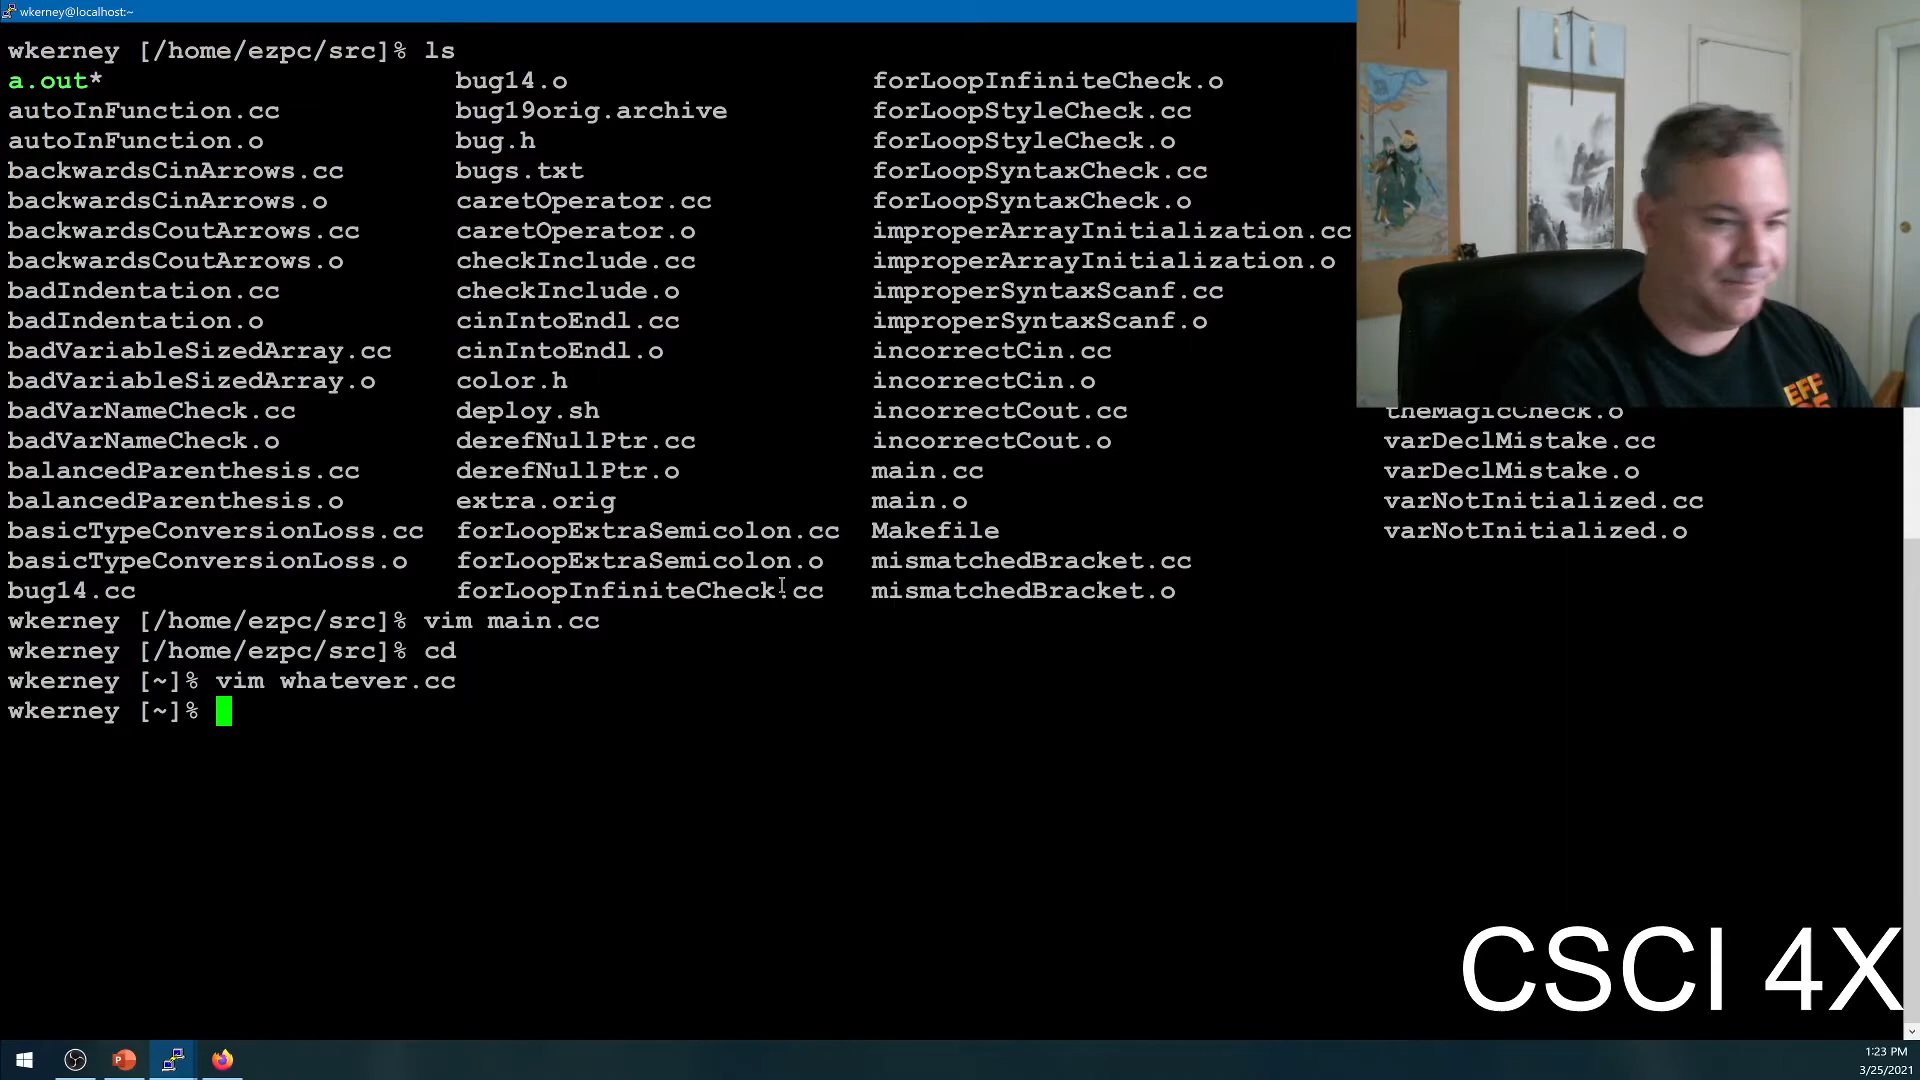 wkerney@localhost:~
wkerney [/home/ezpc/src]% ls
a.out* bug14.o forLoopInfiniteCheck.o
autoInFunction.cc bug19orig.archive forLoopStyleCheck.cc
autoInFunction.o bug.h forLoopStyleCheck.o
backwardsCinArrows.cc bugs.txt forLoopSyntaxCheck.cc
backwardsCinArrows.o caretOperator.cc forLoopSyntaxCheck.o
backwardsCoutArrows.cc caretOperator.o improperArrayInitialization.cc
backwardsCoutArrows.o checkInclude.cc improperArrayInitialization.o
badIndentation.cc checkInclude.o improperSyntaxScanf.cc
badIndentation.o cinIntoEndl.cc improperSyntaxScanf.o
badVariableSizedArray.cc cinIntoEndl.o incorrectCin.cc
badVariableSizedArray.o color.h incorrectCin.o
badVarNameCheck.cc deploy.sh incorrectCout.cc theMagicCheck.o
badVarNameCheck.o derefNullPtr.cc incorrectCout.o varDeclMistake.cc
balancedParenthesis.cc derefNullPtr.o main.cc varDeclMistake.o
balancedParenthesis.o extra.orig main.o varNotInitialized.cc
basicTypeConversionLoss.cc forLoopExtraSemicolon.cc Makefile varNotInitialized.o
basicTypeConversionLoss.o forLoopExtraSemicolon.o mismatchedBracket.cc
bug14.cc forLoopInfiniteCheck.cc mismatchedBracket.o
wkerney [/home/ezpc/src]% vim main.cc
wkerney [/home/ezpc/src]% cd
wkerney [~]% vim whatever.cc
wkerney [~]%
EFF
CSCI 4X
1:23 PM
3/25/2021